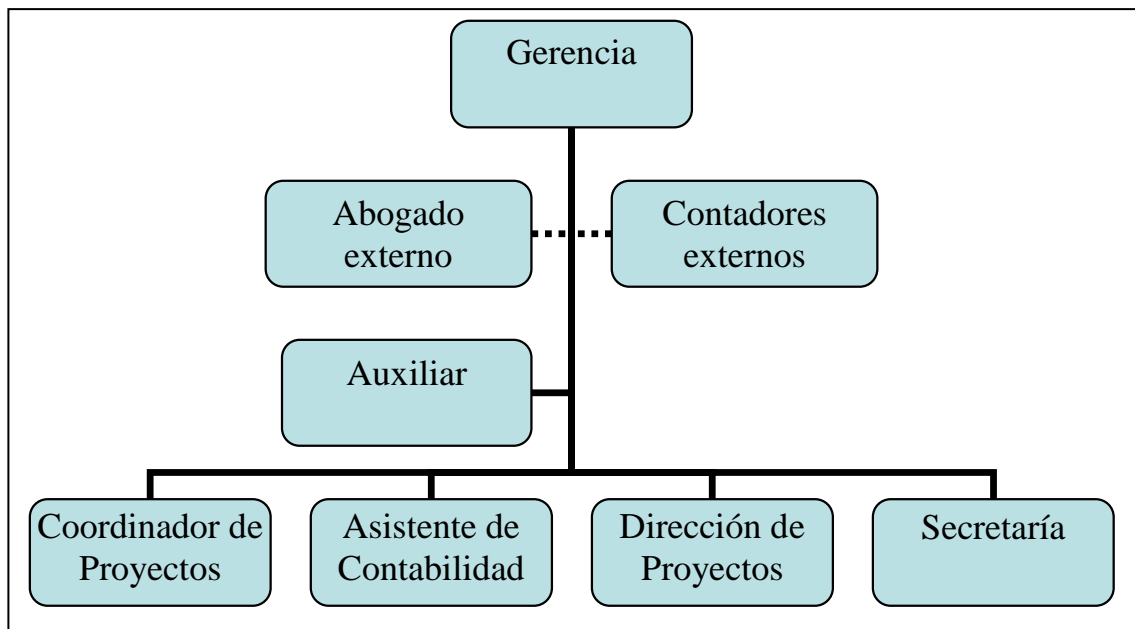 Gerencia
Abogado
externo
Contadores
externos
Auxiliar
Coordinador de
Proyectos
Asistente de
Contabilidad
Dirección de
Proyectos
Secretaría